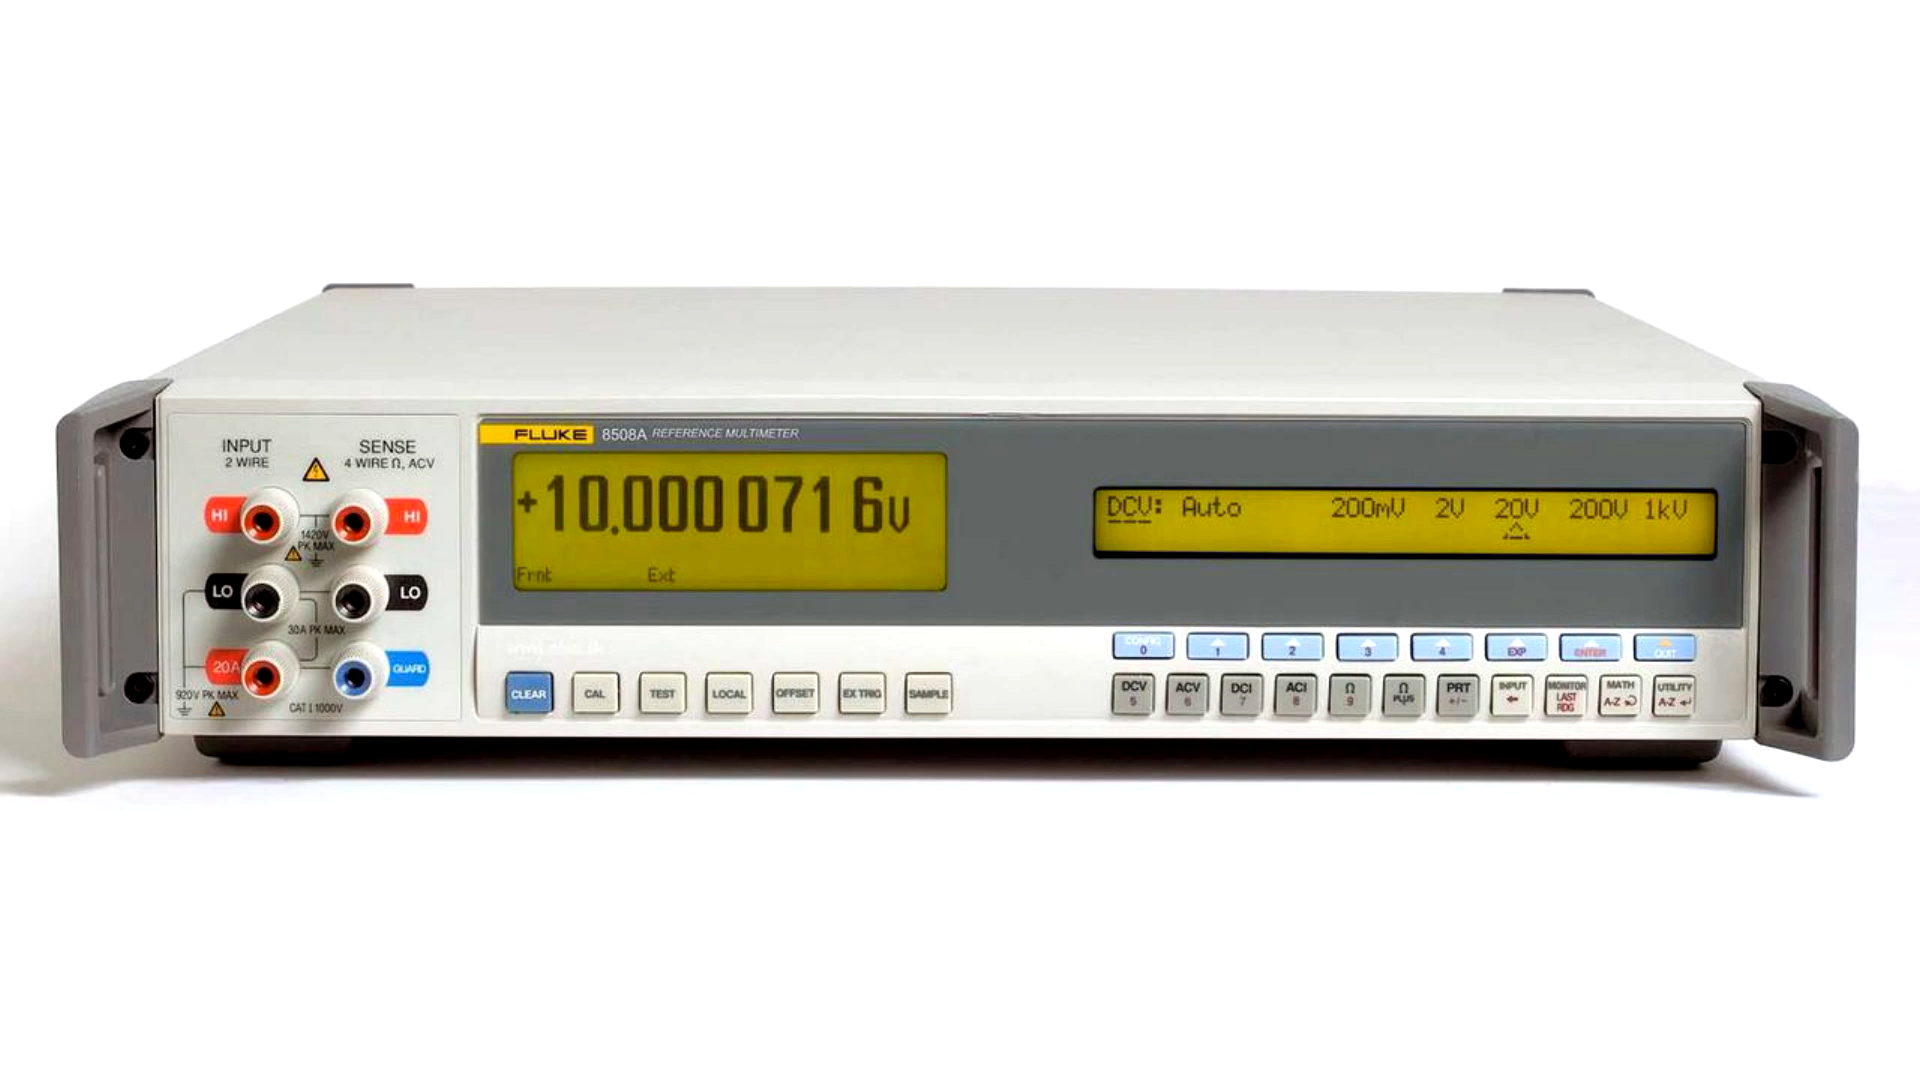 INPUT
2 WIRE
SENSE
4 WIRE Ω, ACV
HI
HI
1420V
PK MAX
LO
LO
30A PK MAX
20A
GUARD
920V PK MAX
CAT I 1000V
FLUKE 8508A REFERENCE MULTIMETER
+10.000 071 6V
Frnt Ext
DCV: Auto 200mV 2V 20V 200V 1kV
CLEAR CAL TEST LOCAL OFFSET EX TRIG SAMPLE
CONFIG
0 1 2 3 4 EXP ENTER QUIT
DCV ACV DCI ACI Ω Ω PRT INPUT MONITOR MATH UTILITY
5 6 7 8 9 PLUS +/− ← LAST RDG A-Z A-Z ↵